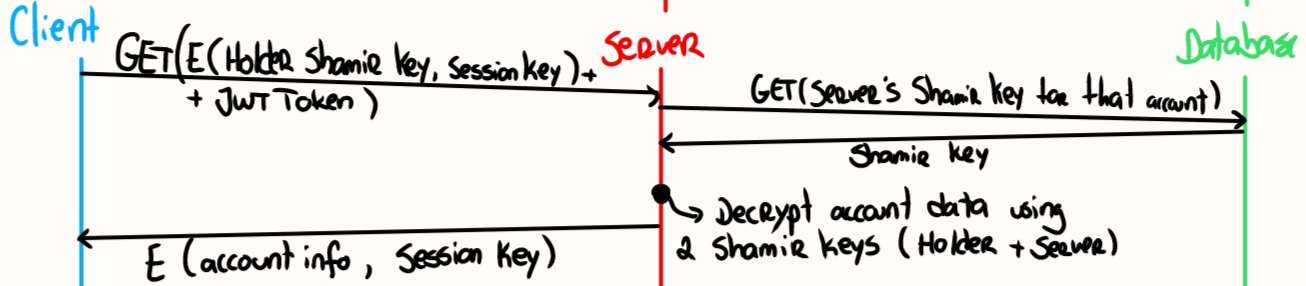 Client
Server
Database
GET(E(Holder Shamir Key, Session Key) +
+ JWT Token)
GET(Server's Shamir Key for that account)
Shamir Key
Decrypt account data using
2 Shamir Keys (Holder + Server)
E (account info, Session Key)